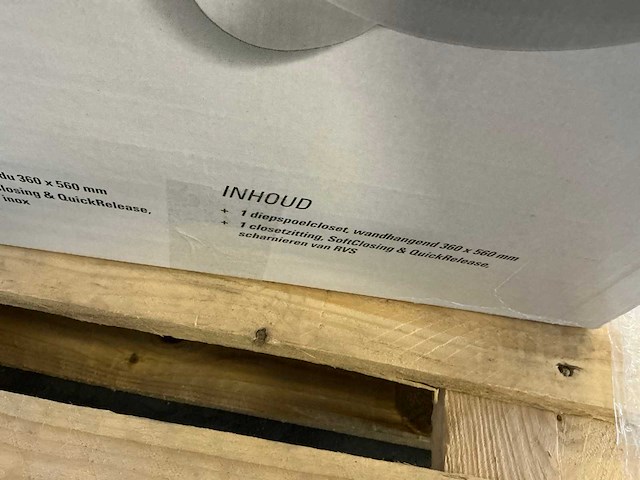 du 360 x 560 mm
losing & QuickRelease,
inox
INHOUD
+ 1 diepspoelcloset, wandhangend 360 x 560 mm
+ 1 closetzitting, SoftClosing & QuickRelease,
scharnieren van RVS